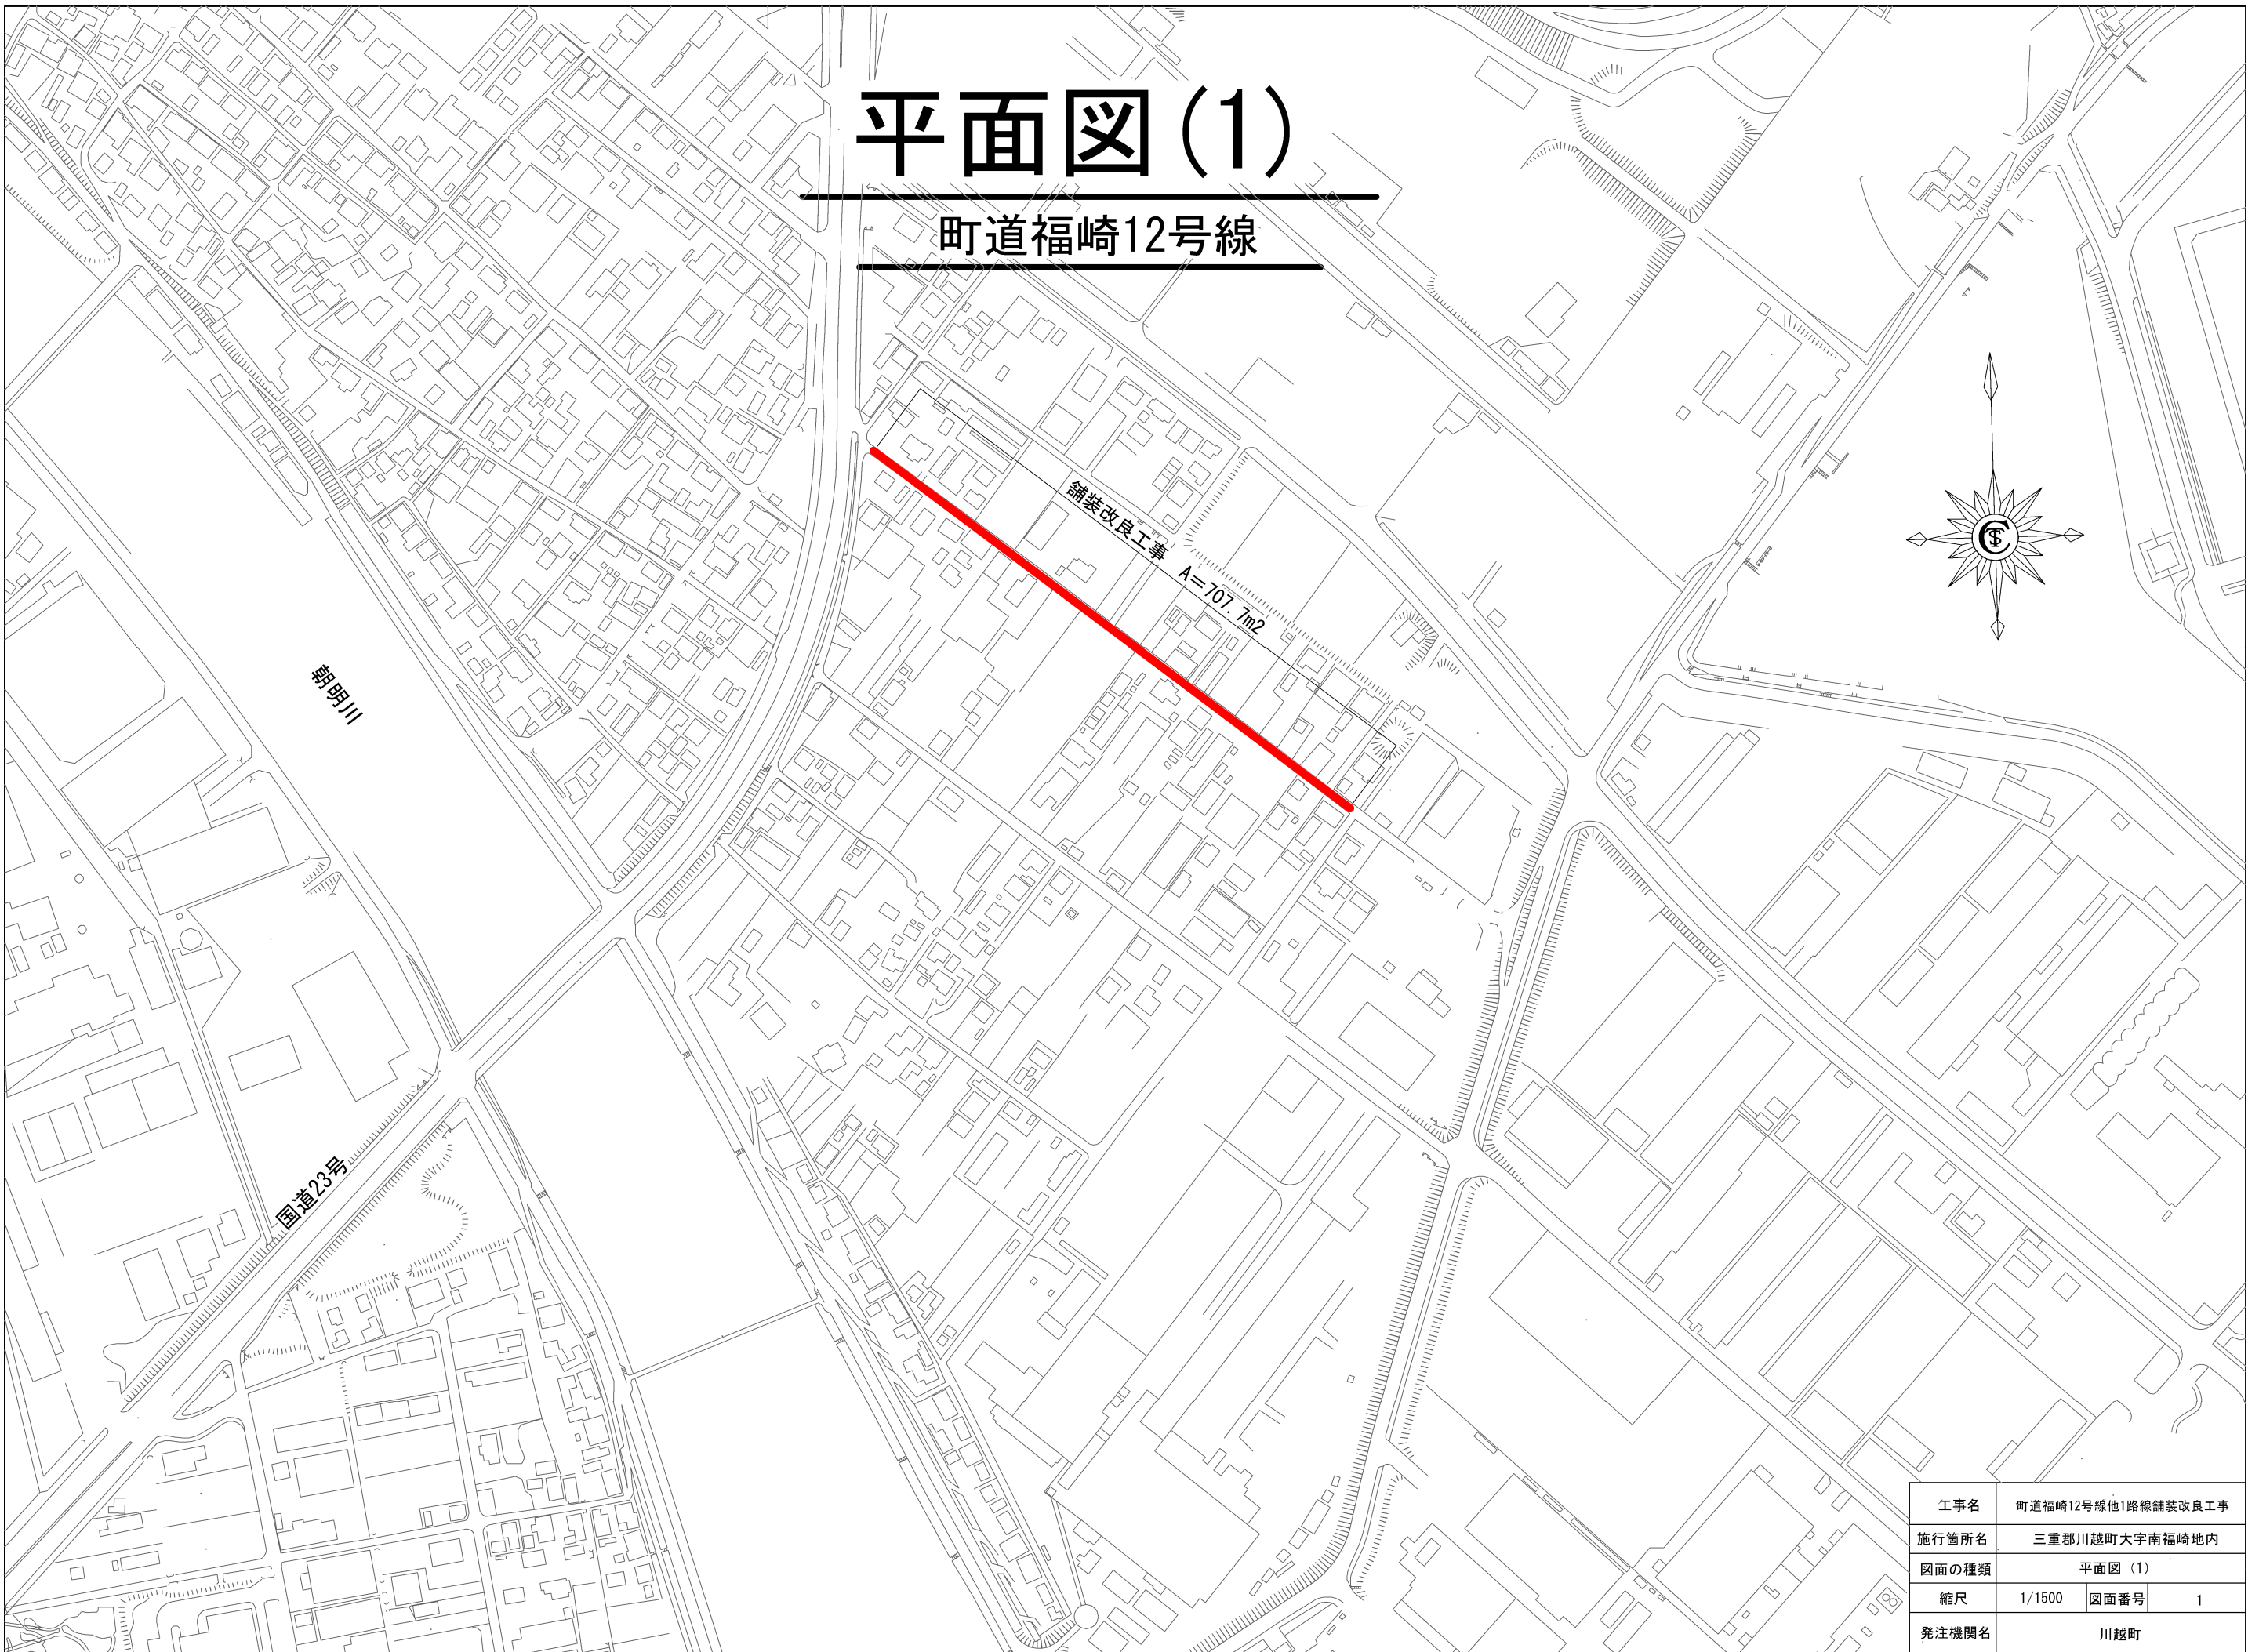 平面図(1)
町道福崎12号線
舗装改良工事 A=707.7m2
朝明川
国道23号
CTS
工事名 町道福崎12号線他1路線舗装改良工事
施行箇所名 三重郡川越町大字南福崎地内
図面の種類 平面図 (1)
縮尺 1/1500 図面番号 1
発注機関名 川越町